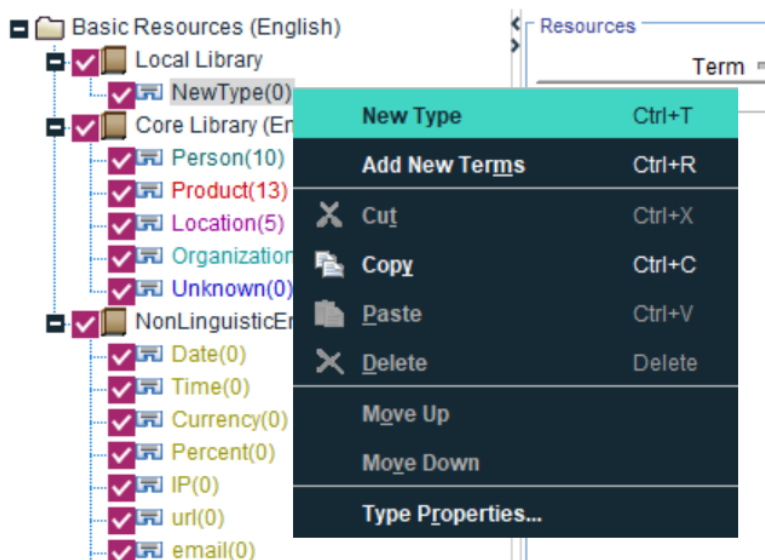 Basic Resources (English)
Local Library
NewType(0)
Core Library (En
Person(10)
Product(13)
Location(5)
Organization
Unknown(0)
NonLinguisticEn
Date(0)
Time(0)
Currency(0)
Percent(0)
IP(0)
url(0)
email(0)
New Type Ctrl+T
Add New Terms Ctrl+R
Cut Ctrl+X
Copy Ctrl+C
Paste Ctrl+V
Delete Delete
Move Up
Move Down
Type Properties...
Resources
Term